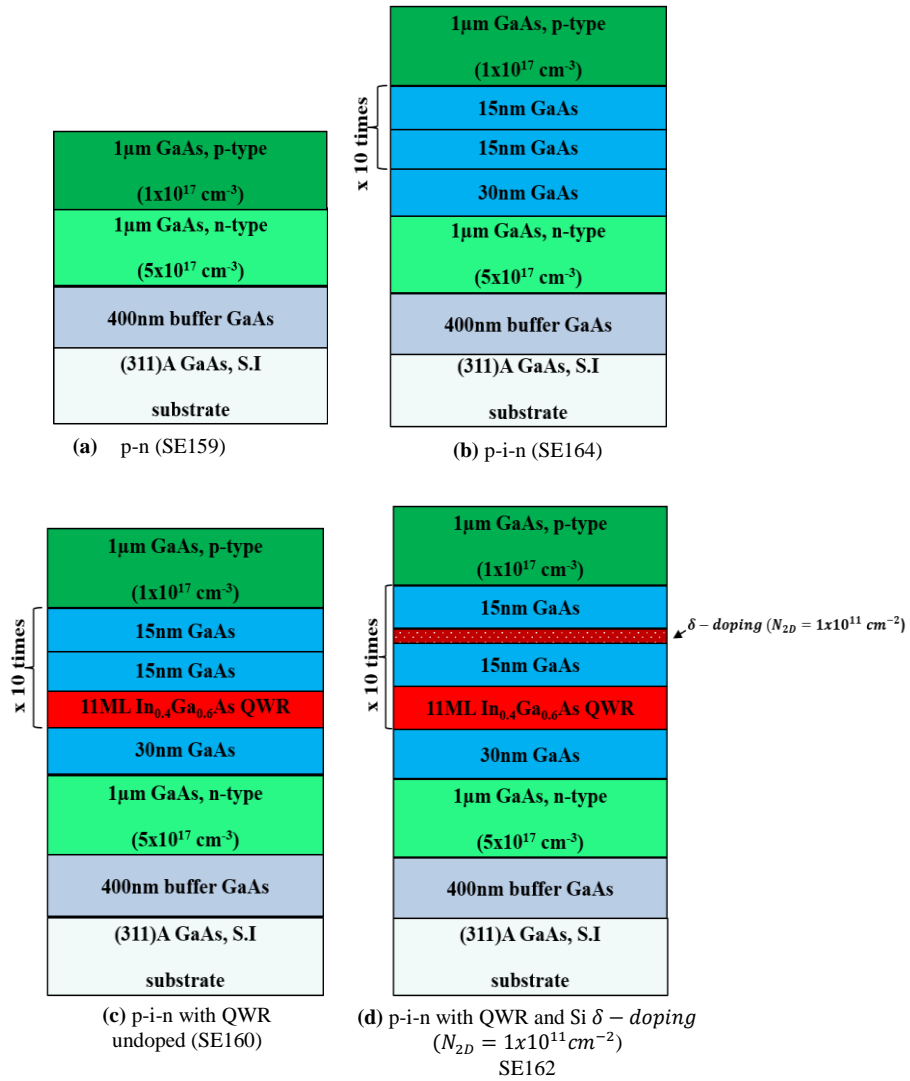 1μm GaAs, p-type
(1x10¹⁷ cm⁻³)
1μm GaAs, n-type
(5x10¹⁷ cm⁻³)
400nm buffer GaAs
(311)A GaAs, S.I
substrate
(a) p-n (SE159)
1μm GaAs, p-type
(1x10¹⁷ cm⁻³)
x 10 times
15nm GaAs
15nm GaAs
30nm GaAs
1μm GaAs, n-type
(5x10¹⁷ cm⁻³)
400nm buffer GaAs
(311)A GaAs, S.I
substrate
(b) p-i-n (SE164)
1μm GaAs, p-type
(1x10¹⁷ cm⁻³)
x 10 times
15nm GaAs
15nm GaAs
11ML In₀.₄Ga₀.₆As QWR
30nm GaAs
1μm GaAs, n-type
(5x10¹⁷ cm⁻³)
400nm buffer GaAs
(311)A GaAs, S.I
substrate
(c) p-i-n with QWR
undoped (SE160)
1μm GaAs, p-type
(1x10¹⁷ cm⁻³)
x 10 times
15nm GaAs
δ − doping (N₂D = 1x10¹¹ cm⁻²)
15nm GaAs
11ML In₀.₄Ga₀.₆As QWR
30nm GaAs
1μm GaAs, n-type
(5x10¹⁷ cm⁻³)
400nm buffer GaAs
(311)A GaAs, S.I
substrate
(d) p-i-n with QWR and Si δ − doping
(N₂D = 1x10¹¹cm⁻²)
SE162